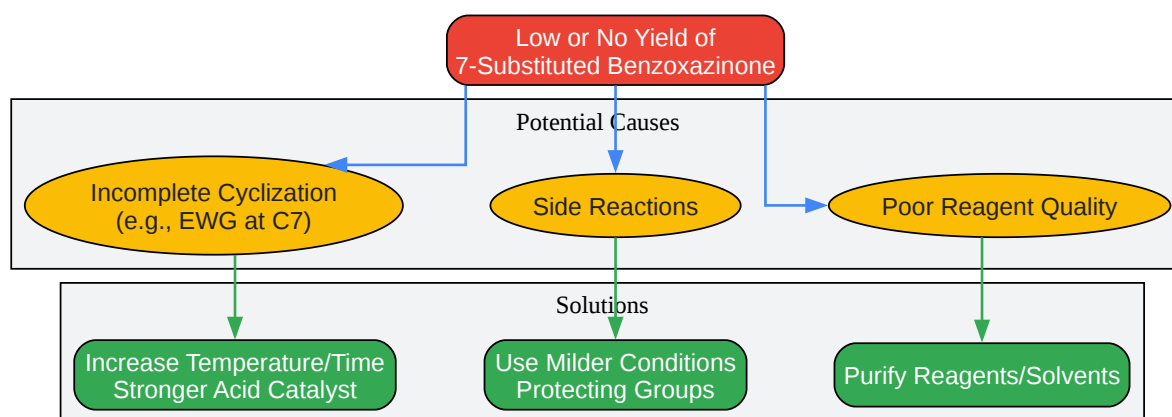 Low or No Yield of
7-Substituted Benzoxazinone
Potential Causes
Incomplete Cyclization
(e.g., EWG at C7)
Side Reactions
Poor Reagent Quality
Solutions
Increase Temperature/Time
Stronger Acid Catalyst
Use Milder Conditions
Protecting Groups
Purify Reagents/Solvents